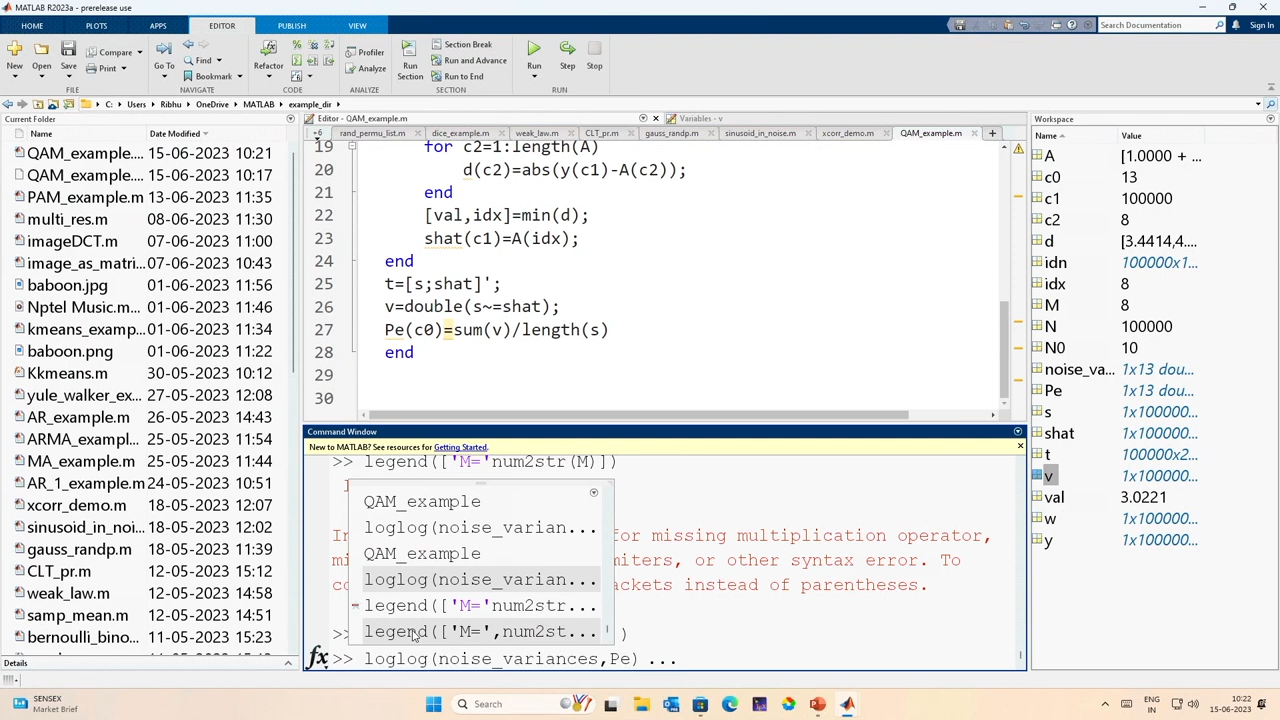 MATLAB R2023a - prerelease use
HOME PLOTS APPS EDITOR PUBLISH VIEW
Search Documentation Sign In
New Open Save Compare Print Go To Find Bookmark Refactor Profiler Analyze Run Section Section Break Run and Advance Run to End Run Step Stop
FILE NAVIGATE CODE ANALYZE SECTION RUN
C: Users Ribhu OneDrive MATLAB example_dir
Current Folder
Name Date Modified
QAM_example.... 15-06-2023 10:21
QAM_example.... 15-06-2023 10:17
PAM_example.m 13-06-2023 11:35
multi_res.m 08-06-2023 11:30
imageDCT.m 07-06-2023 11:00
image_as_matri... 07-06-2023 10:43
baboon.jpg 01-06-2023 11:56
Nptel Music.m... 01-06-2023 11:46
kmeans_examp... 01-06-2023 11:34
baboon.png 01-06-2023 11:22
Kkmeans.m 30-05-2023 10:12
yule_walker_ex... 27-05-2023 12:08
AR_example.m 26-05-2023 14:43
ARMA_exampl... 25-05-2023 11:54
MA_example.m 25-05-2023 11:44
AR_1_example.m 25-05-2023 11:24
xcorr_demo.m 18-05-2023 12:03
sinusoid_in_noi... 18-05-2023 12:02
gauss_randp.m 18-05-2023 11:39
CLT_pr.m 12-05-2023 15:12
weak_law.m 12-05-2023 14:58
samp_mean.m 12-05-2023 14:51
bernoulli_bino... 11-05-2023 15:23
Details
Editor - QAM_example.m Variables - v
+6 rand_permu_list.m dice_example.m weak_law.m CLT_pr.m gauss_randp.m sinusoid_in_noise.m xcorr_demo.m QAM_example.m
19 for c2=1:length(A)
20 d(c2)=abs(y(c1)-A(c2));
21 end
22 [val,idx]=min(d);
23 shat(c1)=A(idx);
24 end
25 t=[s;shat]';
26 v=double(s~=shat);
27 Pe(c0)=sum(v)/length(s)
28 end
29
30
Command Window
New to MATLAB? See resources for Getting Started.
>> legend(['M='num2str(M)])
QAM_example
loglog(noise_varian...
for missing multiplication operator,
QAM_example
miters, or other syntax error. To
loglog(noise_varian...
ackets instead of parentheses.
legend(['M='num2str...
legend(['M=',num2st...
)
>> loglog(noise_variances,Pe) ...
Workspace
Name Value
A [1.0000 + ...
c0 13
c1 100000
c2 8
d [3.4414,4....
idn 100000x1...
idx 8
M 8
N 100000
N0 10
noise_va... 1x13 dou...
Pe 1x13 dou...
s 1x100000...
shat 1x100000...
t 100000x2...
v 1x100000...
val 3.0221
w 1x100000...
y 1x100000...
SENSEX
Market Brief
Search
ENG
IN
10:22
15-06-2023